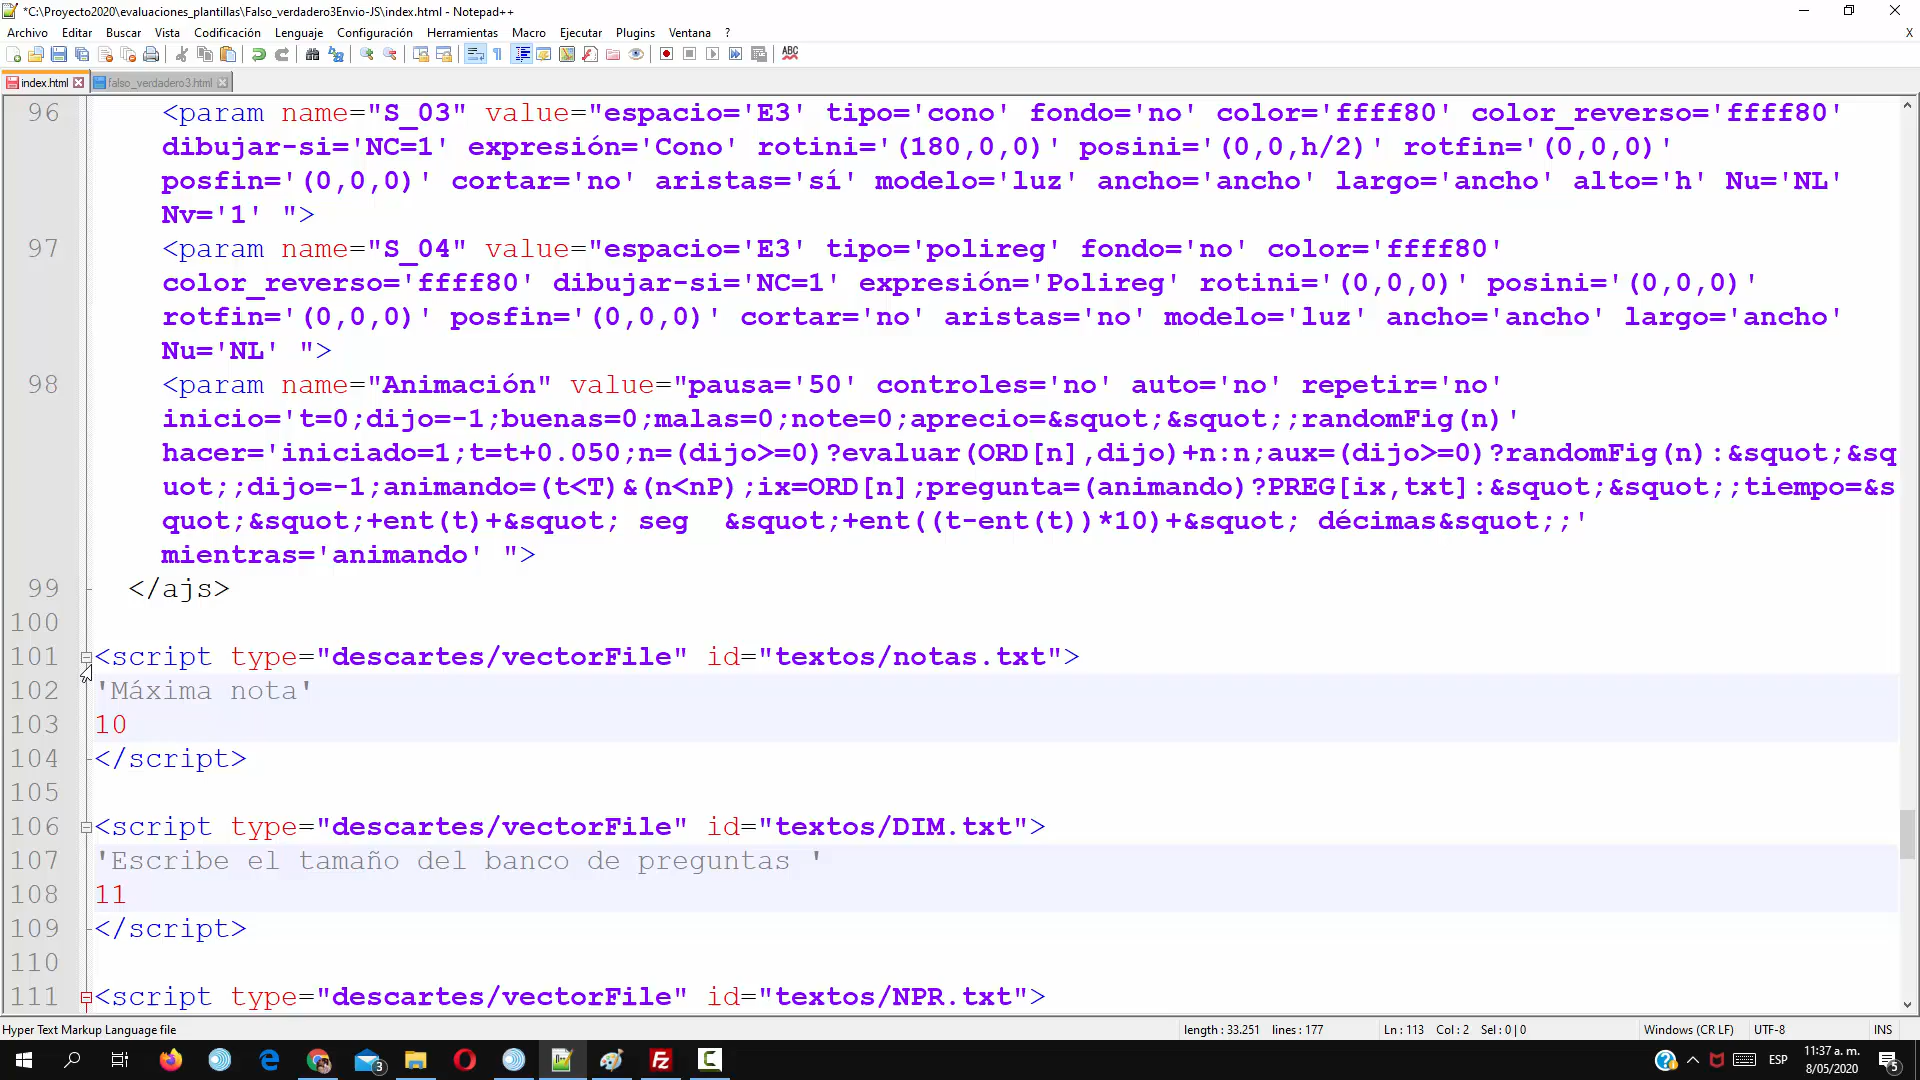 *C:\Proyecto2020\evaluaciones_plantillas\Falso_verdadero3Envio-JS\index.html - Notepad++
Archivo Editar Buscar Vista Codificación Lenguaje Configuración Herramientas Macro Ejecutar Plugins Ventana ? X
index.html falso_verdadero3.html
96 <param name="S_03" value="espacio='E3' tipo='cono' fondo='no' color='ffff80' color_reverso='ffff80'
dibujar-si='NC=1' expresión='Cono' rotini='(180,0,0)' posini='(0,0,h/2)' rotfin='(0,0,0)'
posfin='(0,0,0)' cortar='no' aristas='sí' modelo='luz' ancho='ancho' largo='ancho' alto='h' Nu='NL'
Nv='1' ">
97 <param name="S_04" value="espacio='E3' tipo='polireg' fondo='no' color='ffff80'
color_reverso='ffff80' dibujar-si='NC=1' expresión='Polireg' rotini='(0,0,0)' posini='(0,0,0)'
rotfin='(0,0,0)' posfin='(0,0,0)' cortar='no' aristas='no' modelo='luz' ancho='ancho' largo='ancho'
Nu='NL' ">
98 <param name="Animación" value="pausa='50' controles='no' auto='no' repetir='no'
inicio='t=0;dijo=-1;buenas=0;malas=0;note=0;aprecio=&squot;&squot;;randomFig(n)'
hacer='iniciado=1;t=t+0.050;n=(dijo>=0)?evaluar(ORD[n],dijo)+n:n;aux=(dijo>=0)?randomFig(n):&squot;&sq
uot;;dijo=-1;animando=(t<T)&(n<nP);ix=ORD[n];pregunta=(animando)?PREG[ix,txt]:&squot;&squot;;tiempo=&s
quot;&squot;+ent(t)+&squot; seg  &squot;+ent((t-ent(t))*10)+&squot; décimas&squot;;'
mientras='animando' ">
99 </ajs>
100
101 <script type="descartes/vectorFile" id="textos/notas.txt">
102 'Máxima nota'
103 10
104 </script>
105
106 <script type="descartes/vectorFile" id="textos/DIM.txt">
107 'Escribe el tamaño del banco de preguntas '
108 11
109 </script>
110
111 <script type="descartes/vectorFile" id="textos/NPR.txt">
Hyper Text Markup Language file length : 33.251 lines : 177 Ln : 113 Col : 2 Sel : 0 | 0 Windows (CR LF) UTF-8 INS
ESP 11:37 a. m.
8/05/2020